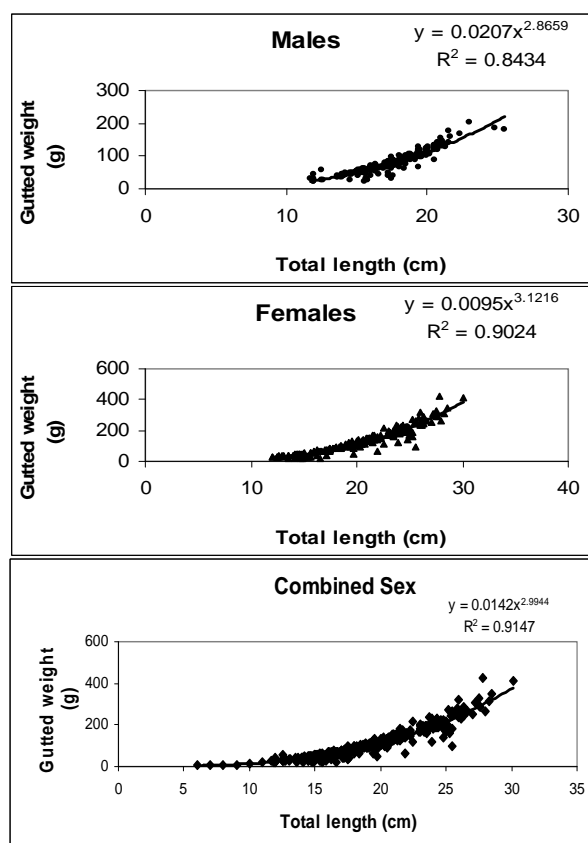 Males
y = 0.0207x^2.8659
R² = 0.8434
Gutted weight
(g)
300
200
100
0
0 10 20 30
Total length (cm)
Females
y = 0.0095x^3.1216
R² = 0.9024
Gutted weight
(g)
600
400
200
0
0 10 20 30 40
Total length (cm)
Combined Sex
y = 0.0142x^2.9944
R² = 0.9147
Gutted weight
(g)
600
400
200
0
0 5 10 15 20 25 30 35
Total length (cm)